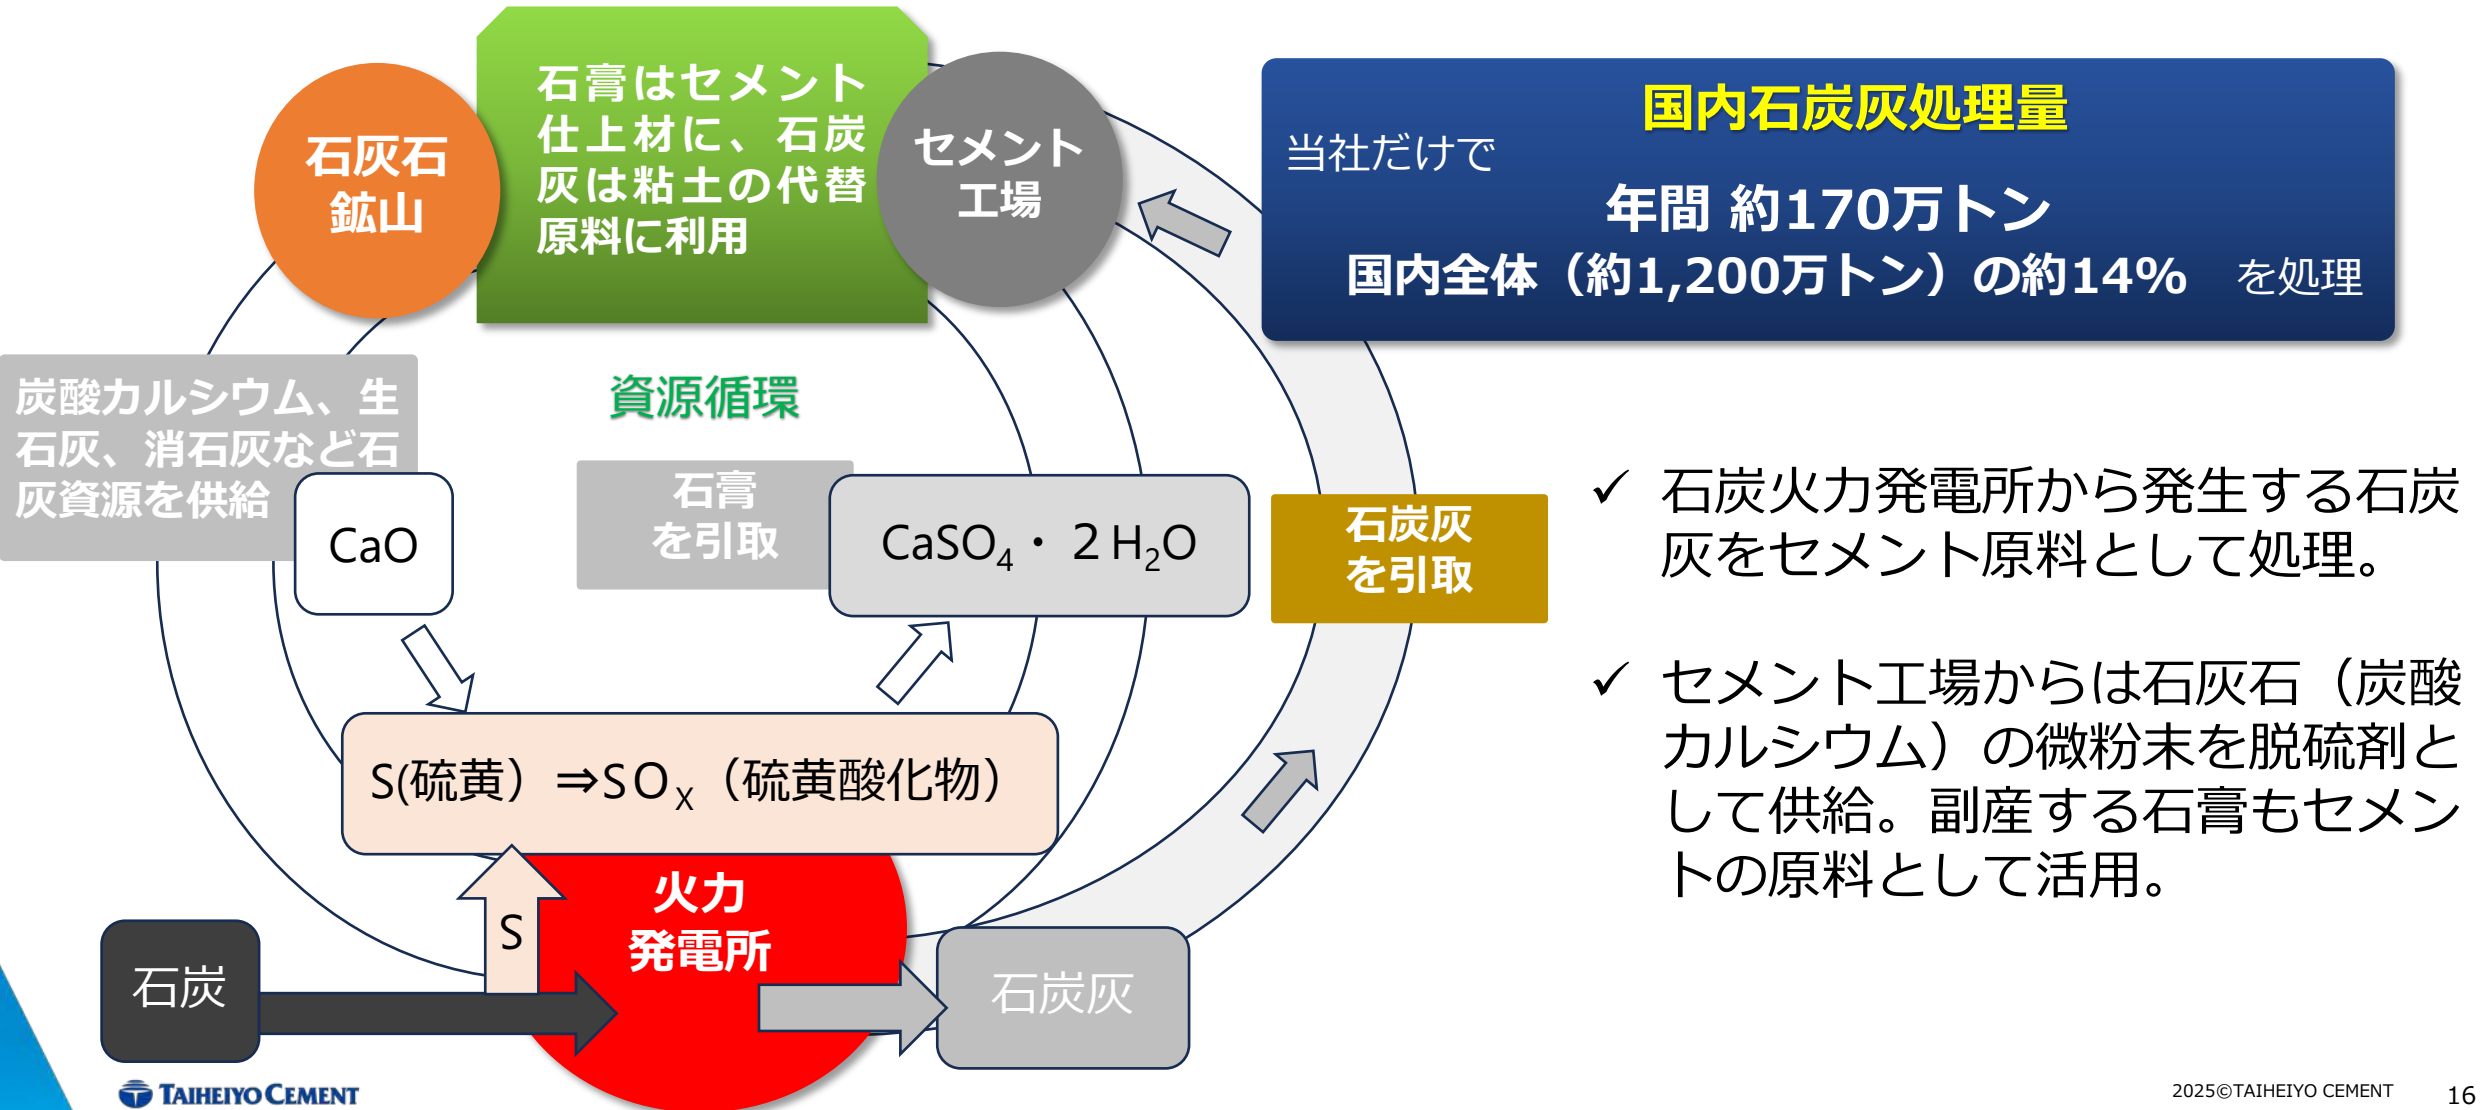 石灰石
鉱山
石膏はセメント
仕上材に、石炭
灰は粘土の代替
原料に利用
セメント
工場
国内石炭灰処理量
当社だけで
年間 約170万トン
国内全体（約1,200万トン）の約14% を処理
炭酸カルシウム、生
石灰、消石灰など石
灰資源を供給
CaO
資源循環
石膏
を引取
CaSO₄・２H₂O
石炭灰
を引取
✓ 石炭火力発電所から発生する石炭
灰をセメント原料として処理。
✓ セメント工場からは石灰石（炭酸
カルシウム）の微粉末を脱硫剤と
して供給。副産する石膏もセメン
トの原料として活用。
S(硫黄）⇒SOₓ（硫黄酸化物）
S
火力
発電所
石炭
石炭灰
TAIHEIYO CEMENT
2025©TAIHEIYO CEMENT 16